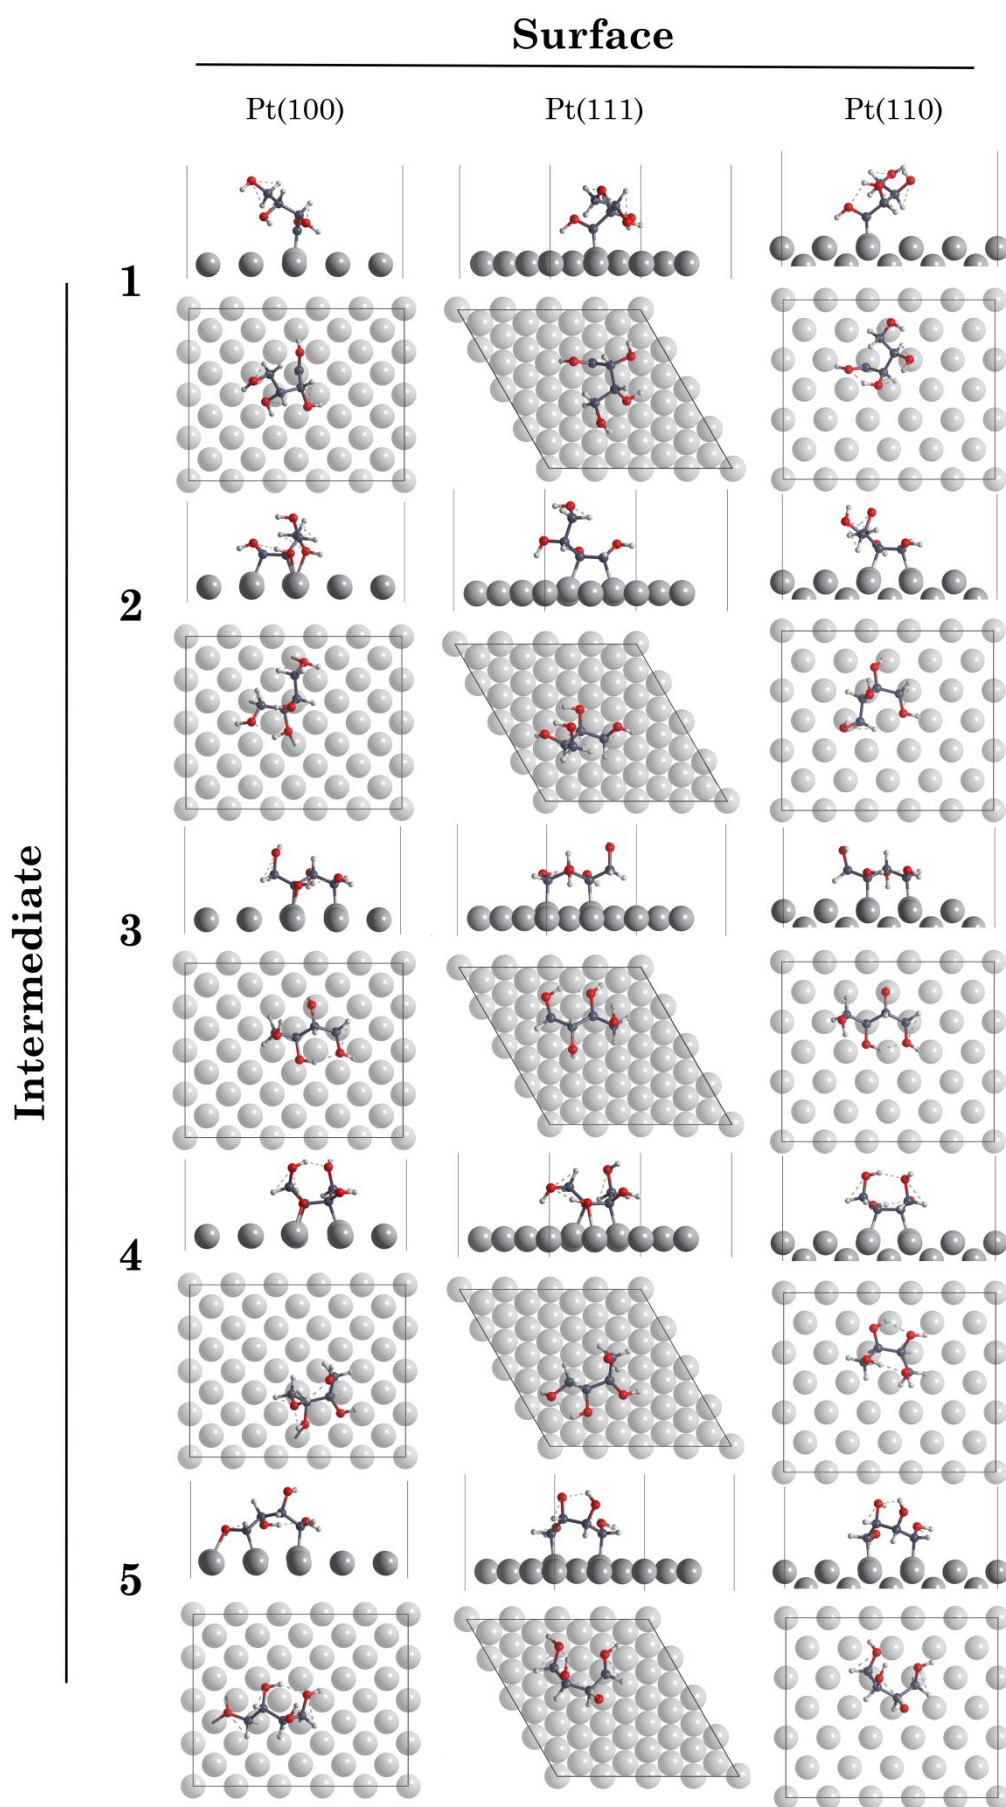 Surface
Pt(100) Pt(111) Pt(110)
Intermediate
1
2
3
4
5